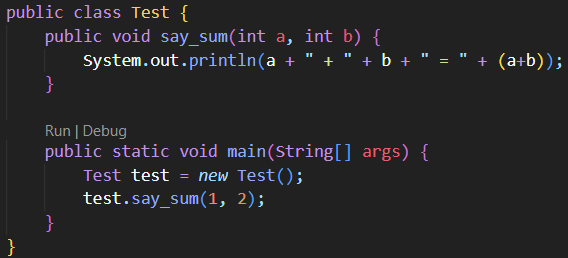 public class Test {
    public void say_sum(int a, int b) {
        System.out.println(a + " + " + b + " = " + (a+b));
    }

    Run | Debug
    public static void main(String[] args) {
        Test test = new Test();
        test.say_sum(1, 2);
    }
}